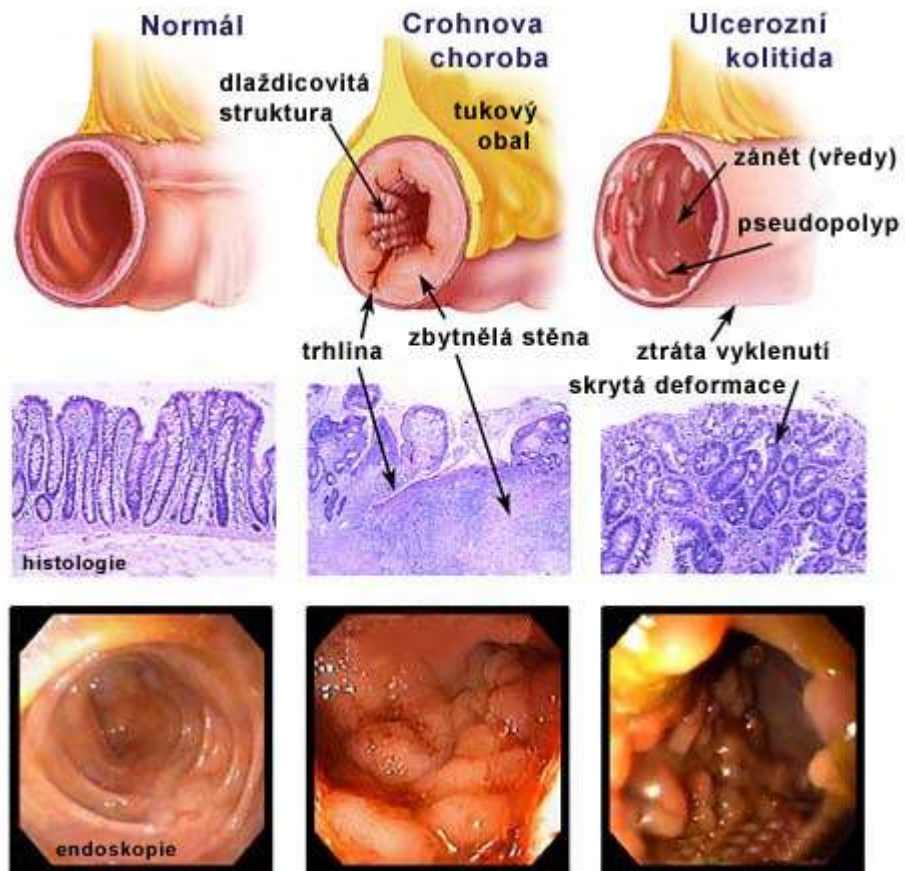 Normál
Crohnova
choroba
Ulcerozní
kolitida
dlaždicovitá
struktura
tukový
obal
zánět (vředy)
pseudopolyp
trhlina
zbytnělá stěna
ztráta vyklenutí
skrytá deformace
histologie
endoskopie